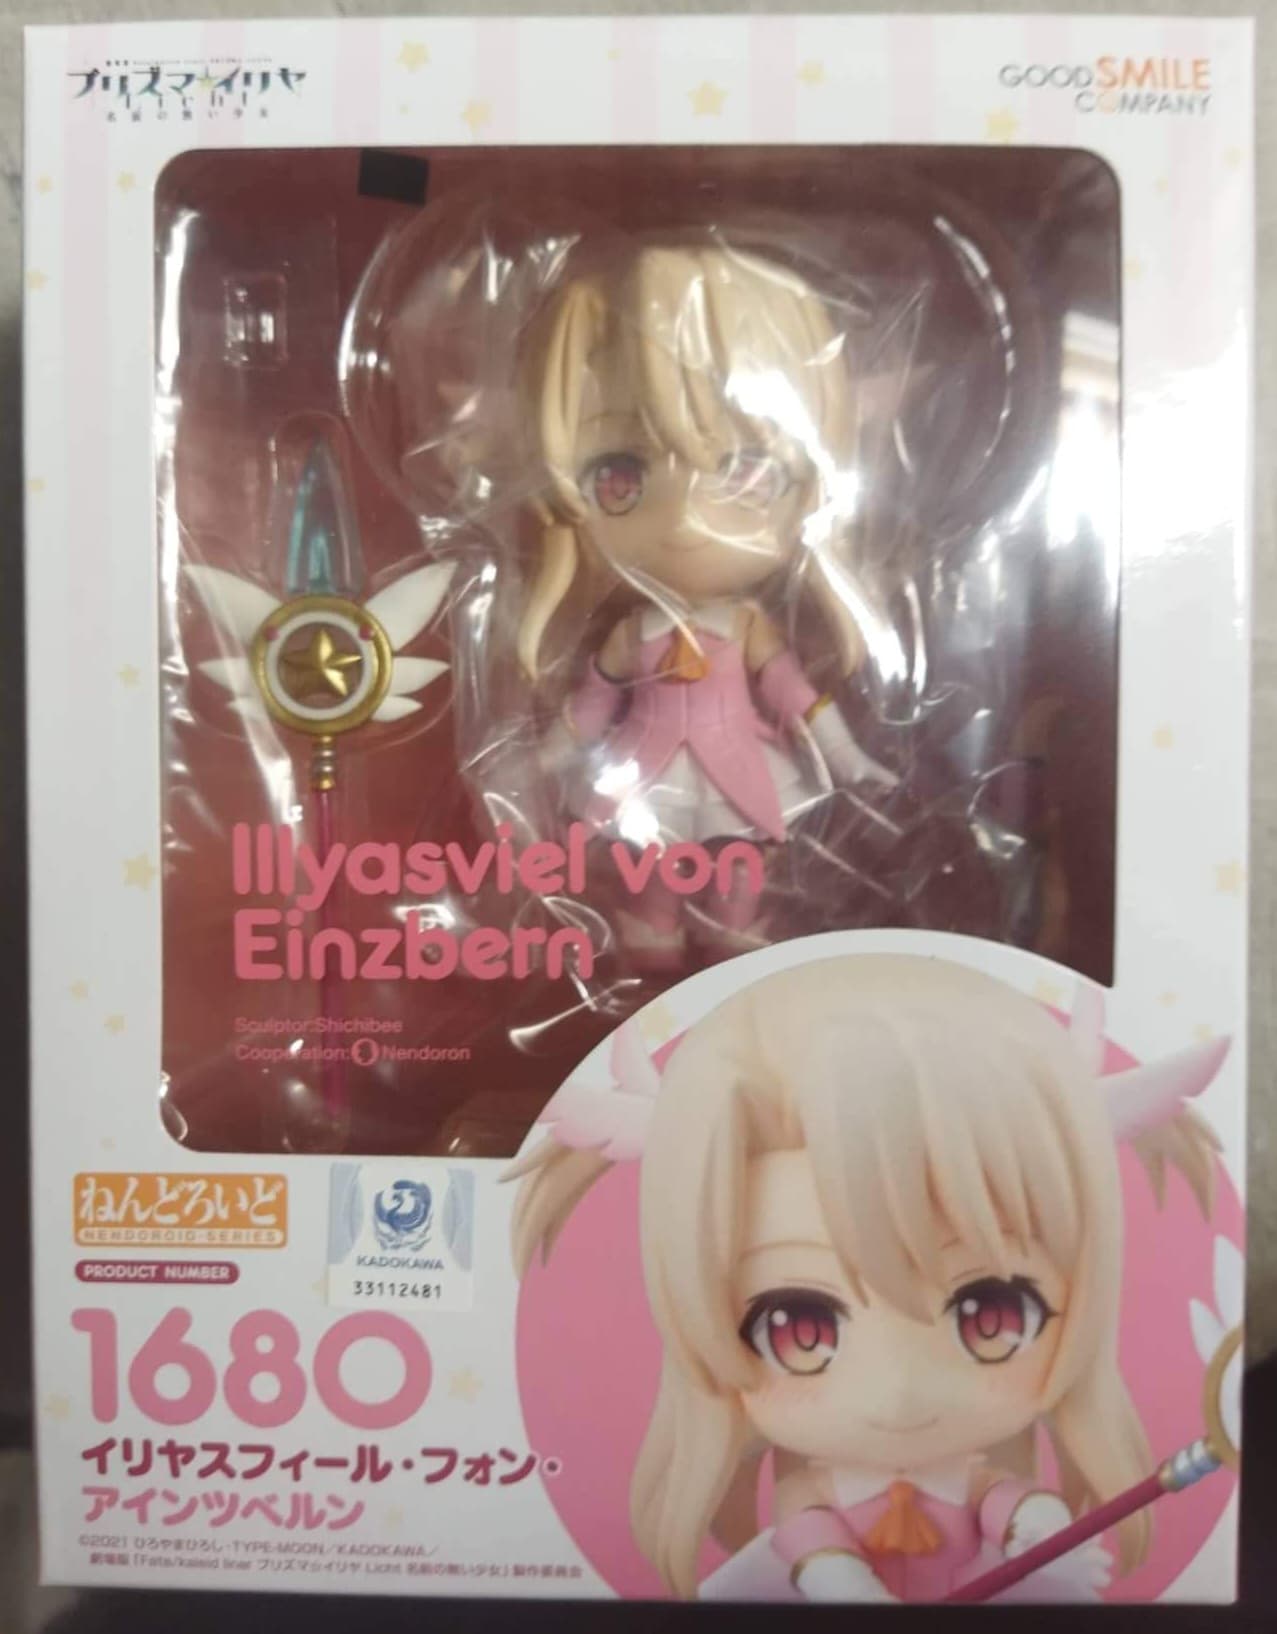 プリズマ☆イリヤ
Licht
名前の無い少女
GOOD SMILE
COMPANY
Illyasviel von
Einzbern
Sculptor:Shichibee
Cooperation: Nendoron
ねんどろいど
NENDOROID-SERIES
PRODUCT NUMBER
KADOKAWA
33112481
1680
イリヤスフィール・フォン・
アインツベルン
©2021 ひろやまひろし・TYPE-MOON/KADOKAWA/
劇場版「Fate/kaleid liner プリズマ☆イリヤ Licht 名前の無い少女」製作委員会